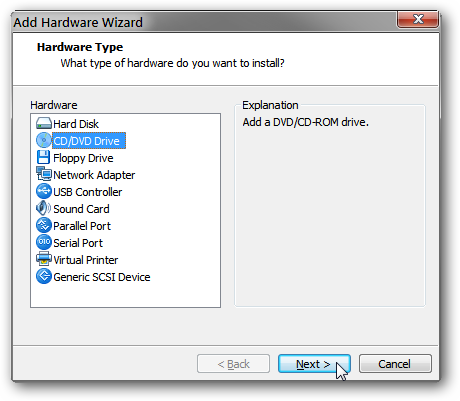 Add Hardware Wizard
Hardware Type
What type of hardware do you want to install?
Hardware
Hard Disk
CD/DVD Drive
Floppy Drive
Network Adapter
USB Controller
Sound Card
Parallel Port
Serial Port
Virtual Printer
Generic SCSI Device
Explanation
Add a DVD/CD-ROM drive.
< Back
Next >
Cancel